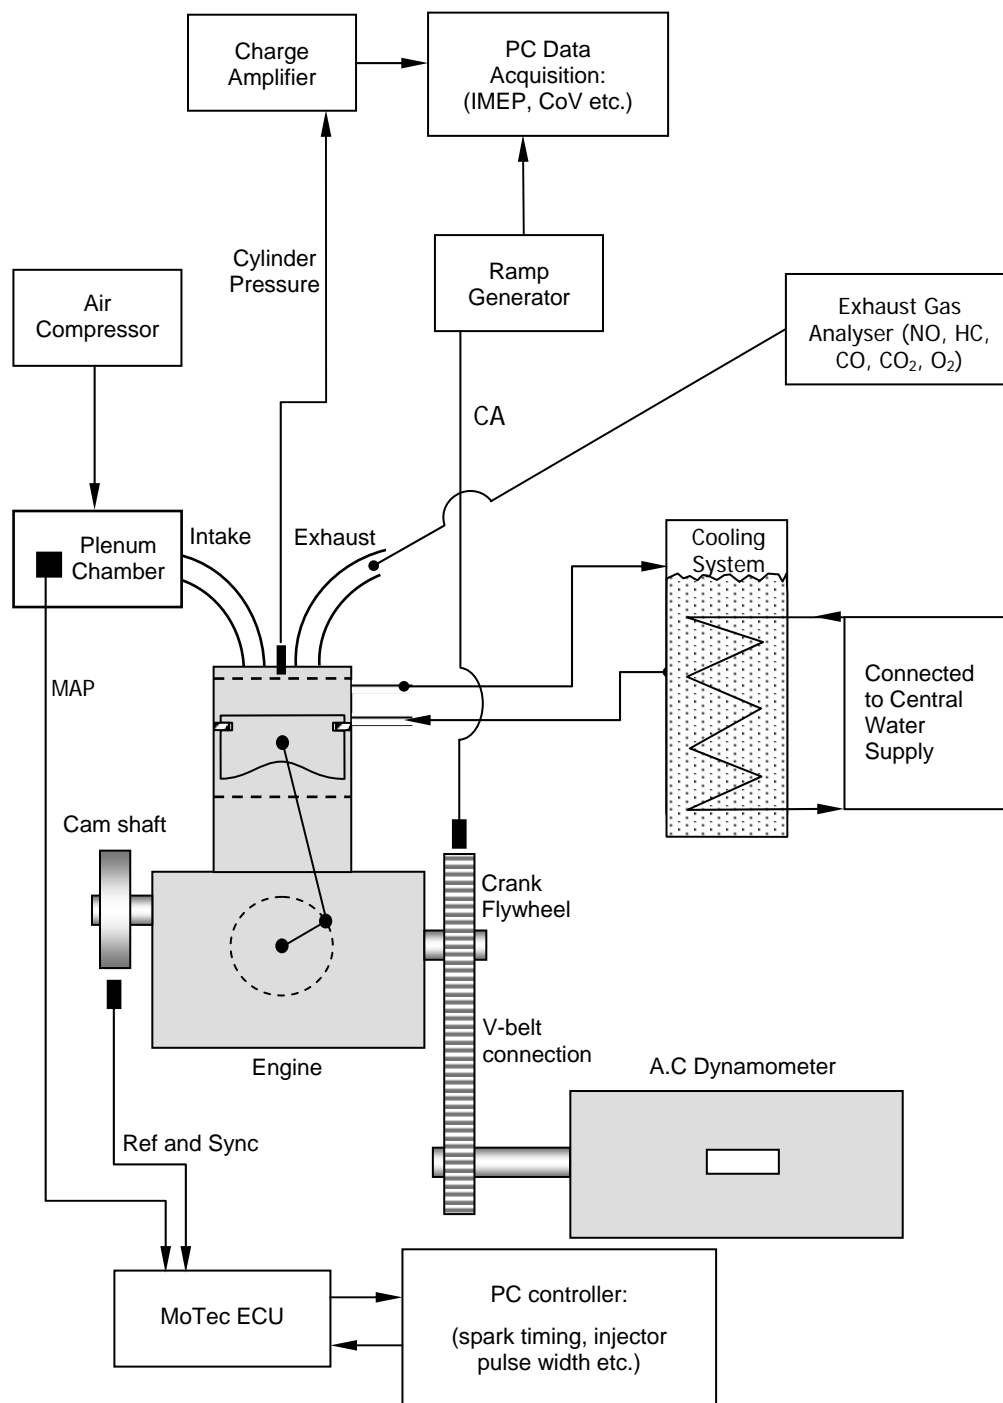 Charge
Amplifier
PC Data
Acquisition:
(IMEP, CoV etc.)
Cylinder
Pressure
Ramp
Generator
Air
Compressor
Exhaust Gas
Analyser (NO, HC,
CO, CO₂, O₂)
CA
Plenum
Chamber
Intake
Exhaust
Cooling
System
MAP
Connected
to Central
Water
Supply
Cam shaft
Crank
Flywheel
V-belt
connection
Engine
A.C Dynamometer
Ref and Sync
MoTec ECU
PC controller:
(spark timing, injector
pulse width etc.)